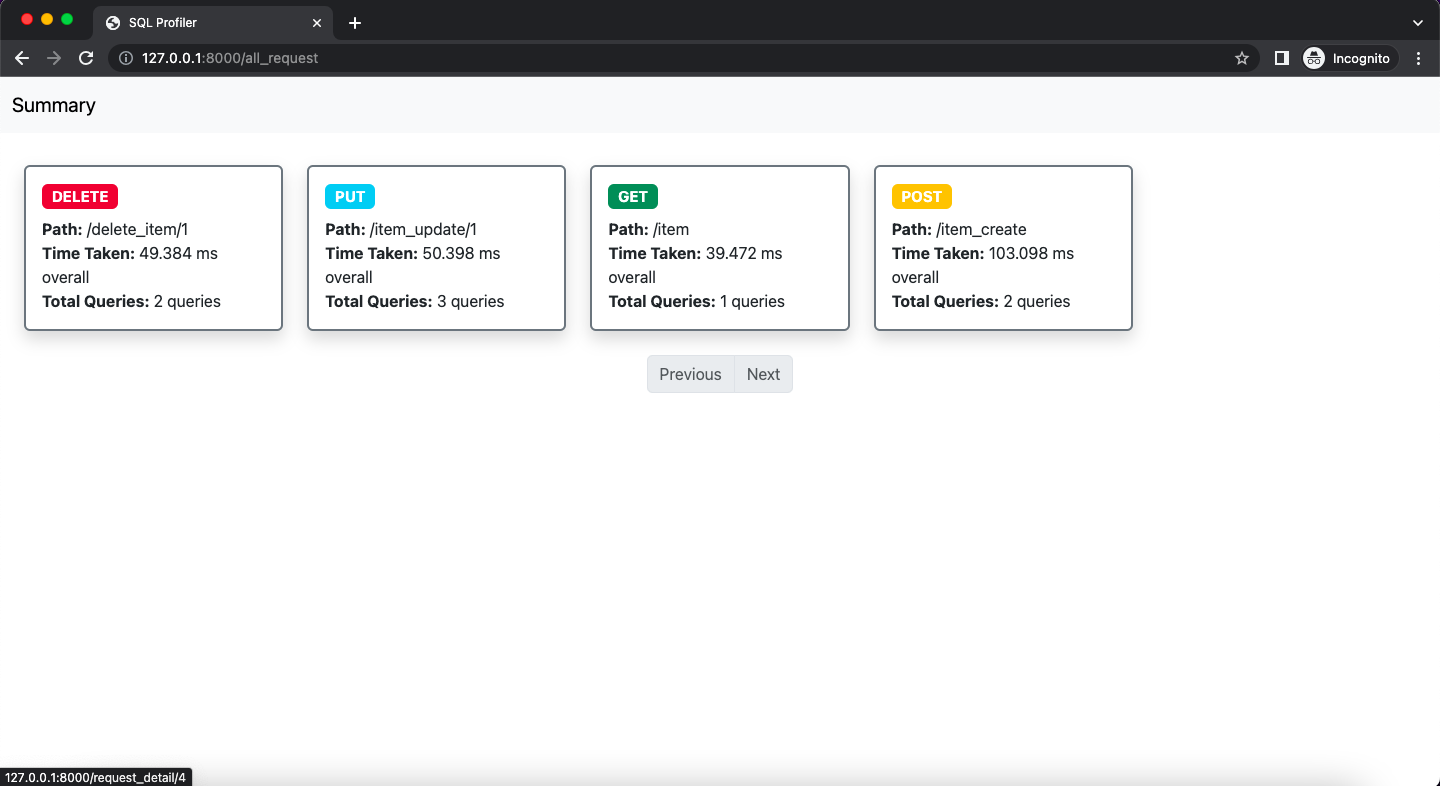 SQL Profiler
127.0.0.1:8000/all_request
Incognito
Summary
DELETE
Path: /delete_item/1
Time Taken: 49.384 ms
overall
Total Queries: 2 queries
PUT
Path: /item_update/1
Time Taken: 50.398 ms
overall
Total Queries: 3 queries
GET
Path: /item
Time Taken: 39.472 ms
overall
Total Queries: 1 queries
POST
Path: /item_create
Time Taken: 103.098 ms
overall
Total Queries: 2 queries
Previous
Next
127.0.0.1:8000/request_detail/4